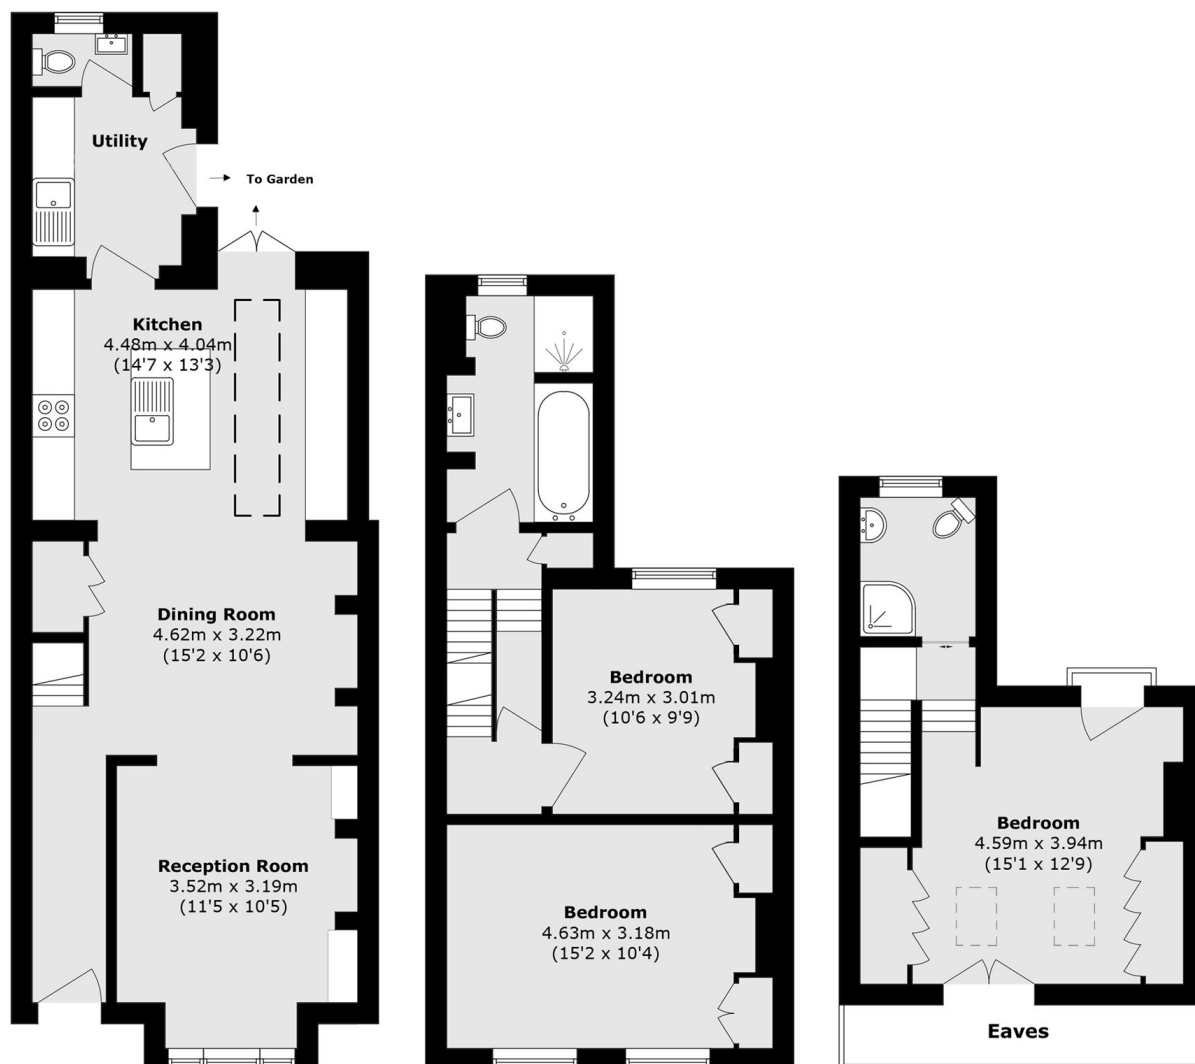 Utility
To Garden
Kitchen
4.48m x 4.04m
(14'7 x 13'3)
Dining Room
4.62m x 3.22m
(15'2 x 10'6)
Reception Room
3.52m x 3.19m
(11'5 x 10'5)
Bedroom
3.24m x 3.01m
(10'6 x 9'9)
Bedroom
4.63m x 3.18m
(15'2 x 10'4)
Bedroom
4.59m x 3.94m
(15'1 x 12'9)
Eaves